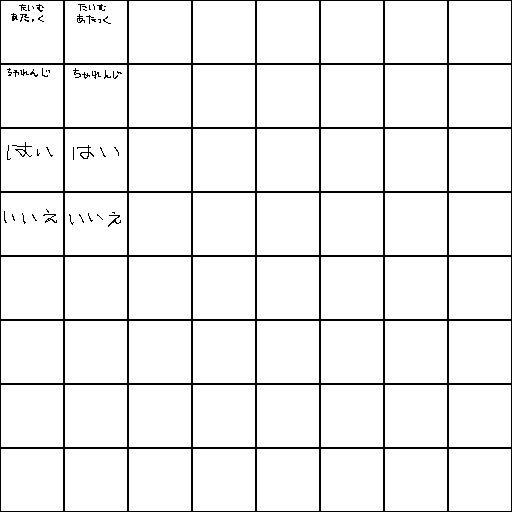 たいむ
あたっく
たいむ
あたっく
ちゃれんじ
ちゃれんじ
はい
はい
いいえ
いいえ